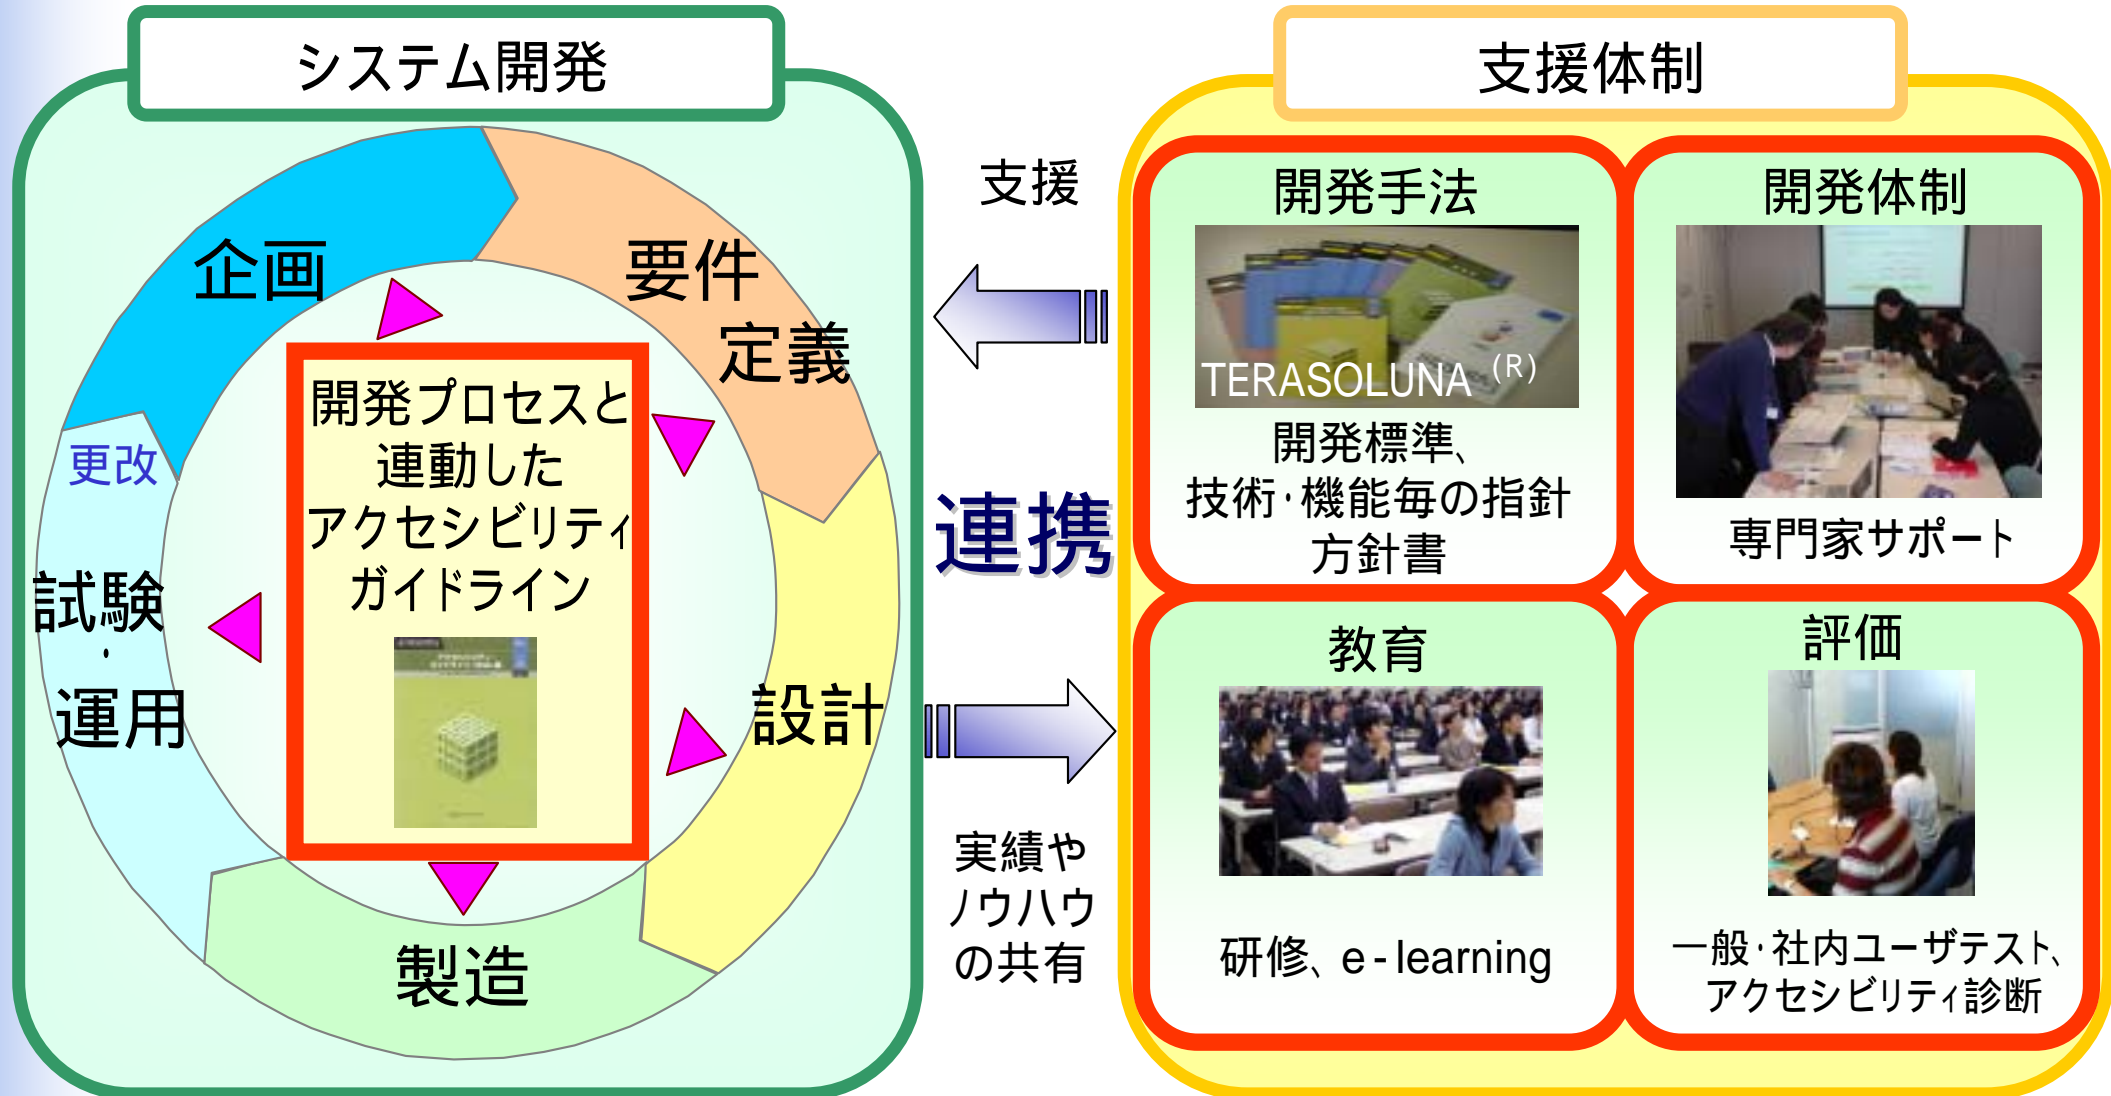 システム開発
企画
要件
定義
設計
製造
試験
・
運用
更改
開発プロセスと
連動した
アクセシビリティ
ガイドライン
支援
連携
実績や
ノウハウ
の共有
支援体制
開発手法
TERASOLUNA (R)
開発標準、
技術・機能毎の指針
方針書
開発体制
専門家サポート
教育
研修、e-learning
評価
一般・社内ユーザテスト、
アクセシビリティ診断